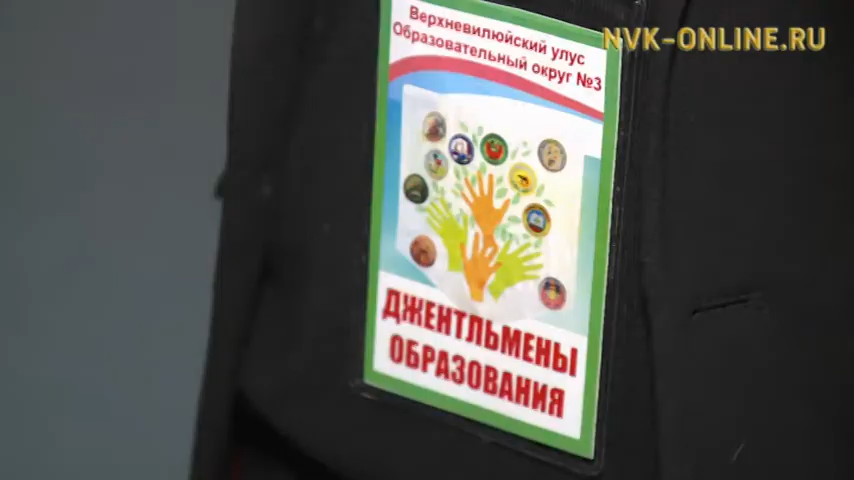 NVK-ONLINE.RU
Верхневилюйский улус
Образовательный округ №3
ДЖЕНТЛЬМЕНЫ
ОБРАЗОВАНИЯ